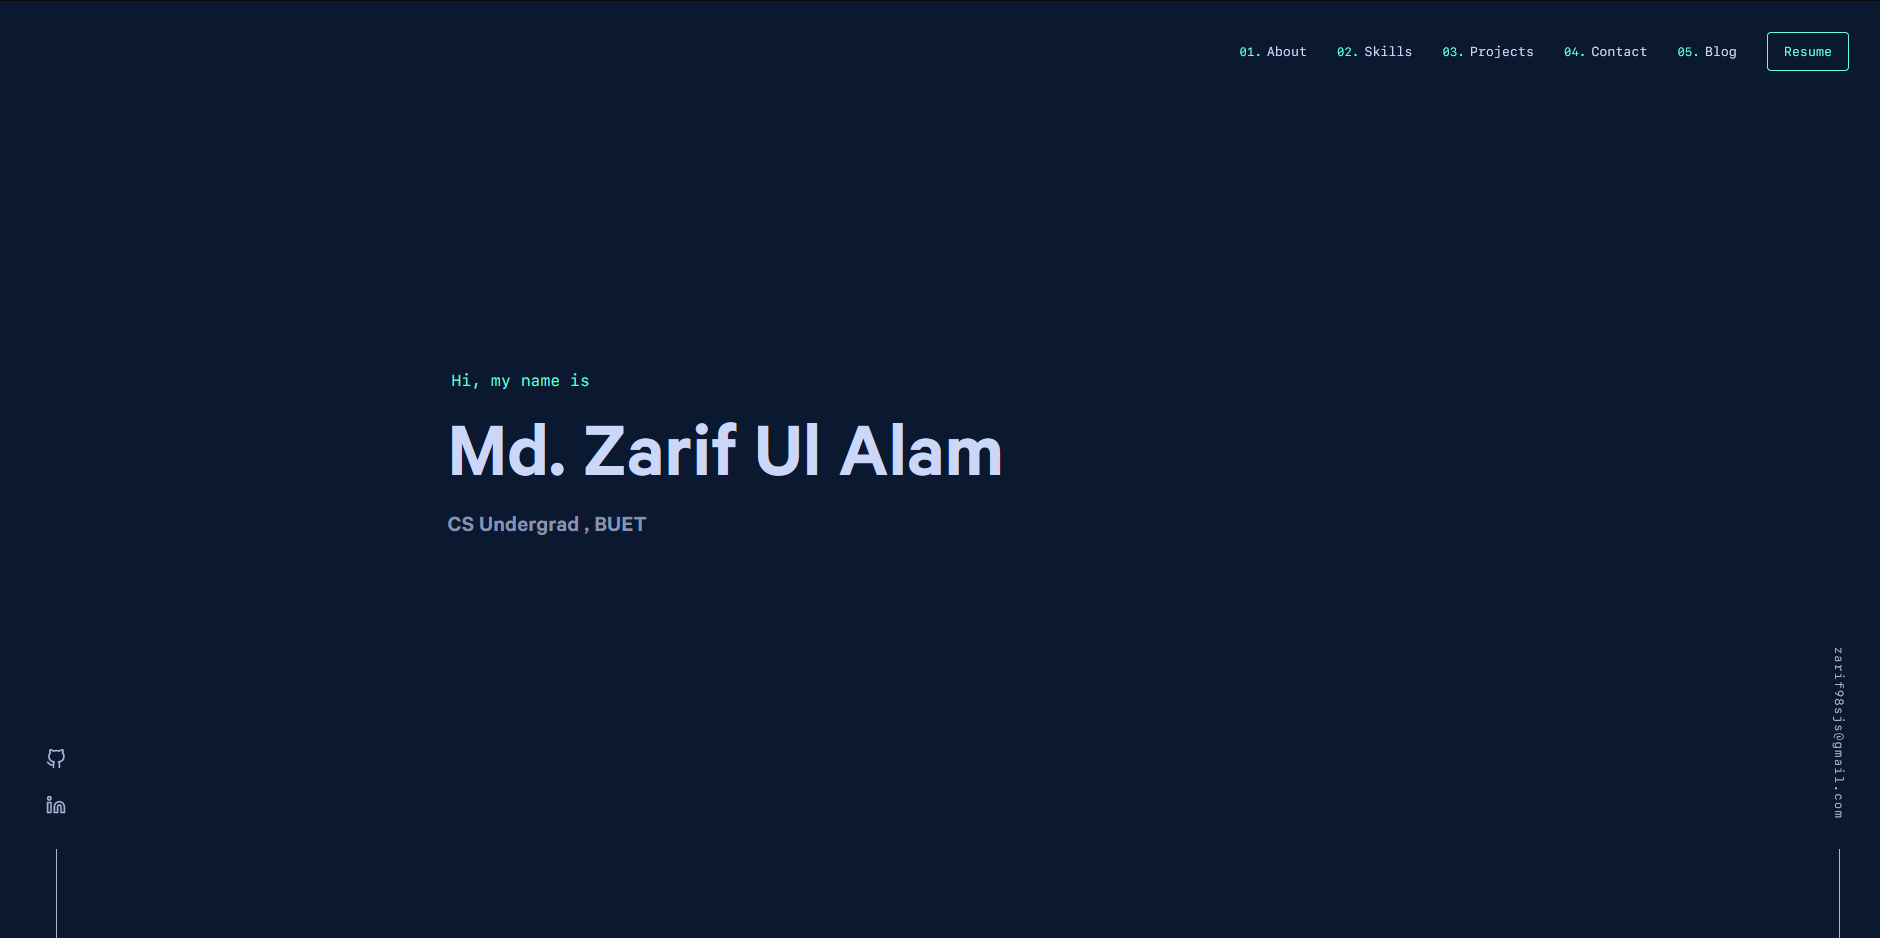 01. About 02. Skills 03. Projects 04. Contact 05. Blog Resume
Hi, my name is
Md. Zarif Ul Alam
CS Undergrad , BUET
zarif98sjs@gmail.com